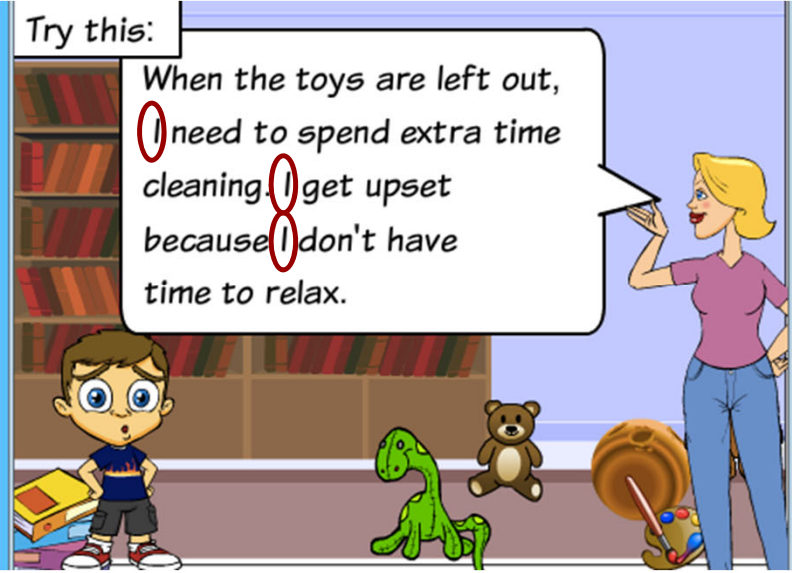 Try this:
When the toys are left out,
I need to spend extra time
cleaning. I get upset
because I don't have
time to relax.